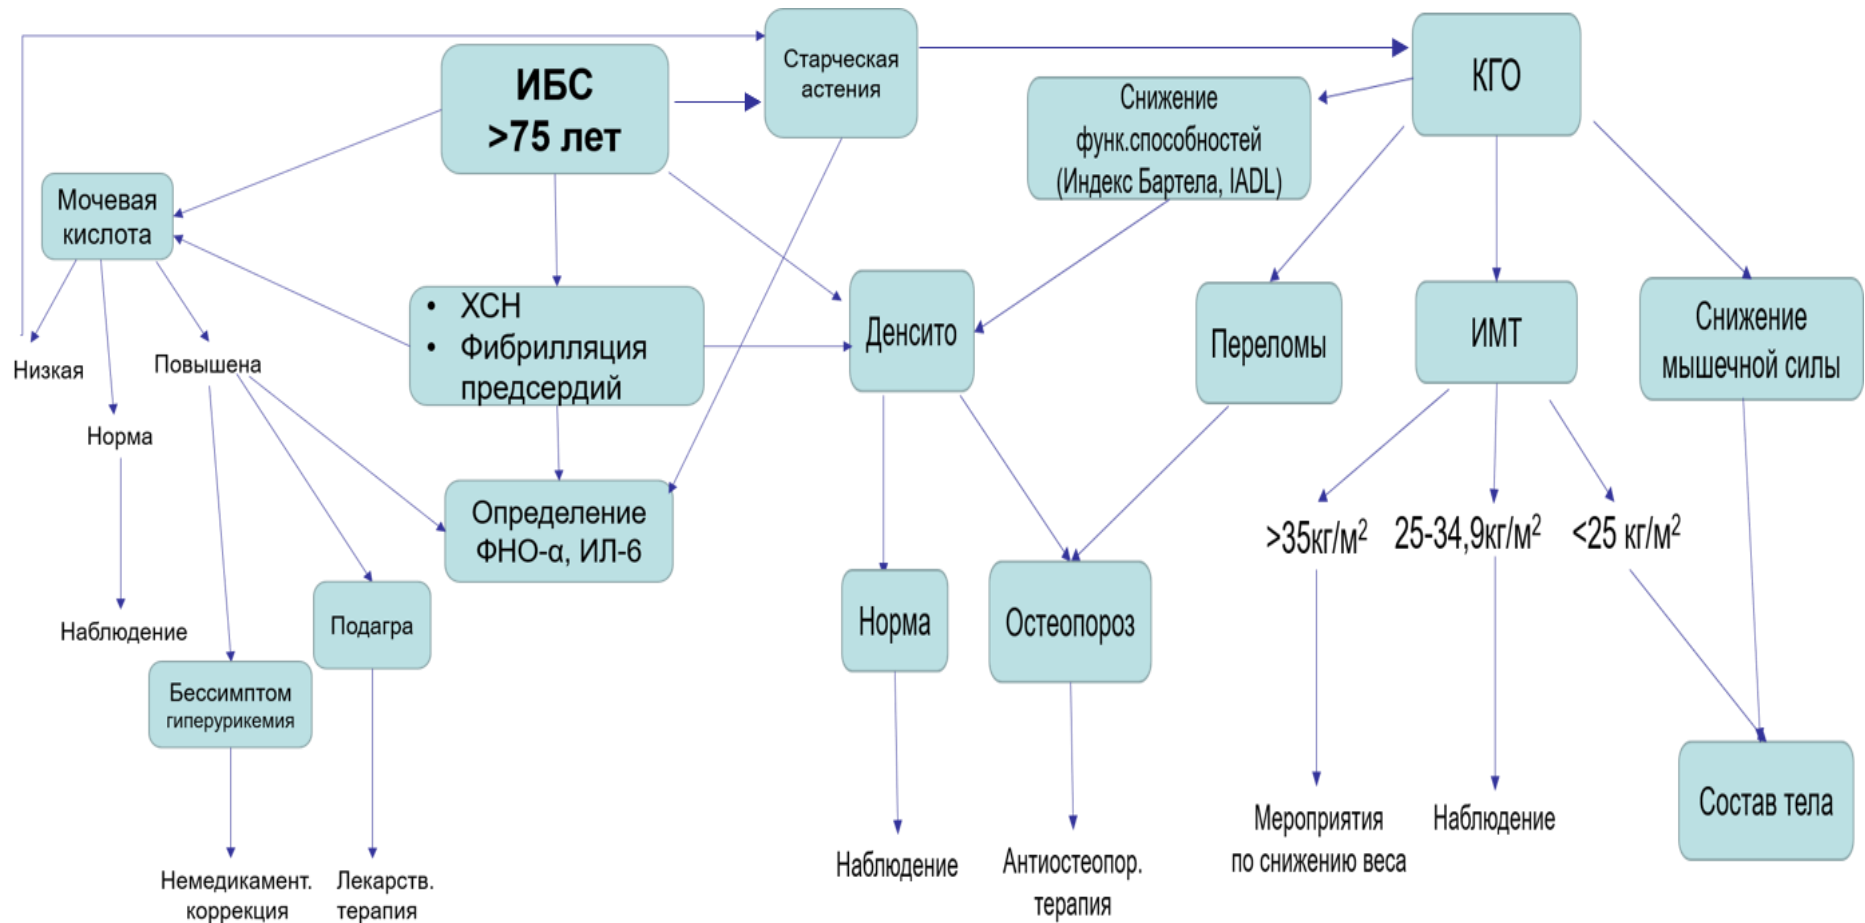 Старческая
астения
ИБС
>75 лет
КГО
Снижение
функ.способностей
(Индекс Бартела, IADL)
Мочевая
кислота
• ХСН
• Фибрилляция
предсердий
Денсито
Переломы
ИМТ
Снижение
мышечной силы
Низкая
Повышена
Норма
Определение
ФНО-α, ИЛ-6
>35кг/м²
25-34,9кг/м²
<25 кг/м²
Наблюдение
Подагра
Норма
Остеопороз
Бессимптом
гиперурикемия
Состав тела
Мероприятия
по снижению веса
Наблюдение
Наблюдение
Антиостеопор.
терапия
Немедикамент.
коррекция
Лекарств.
терапия